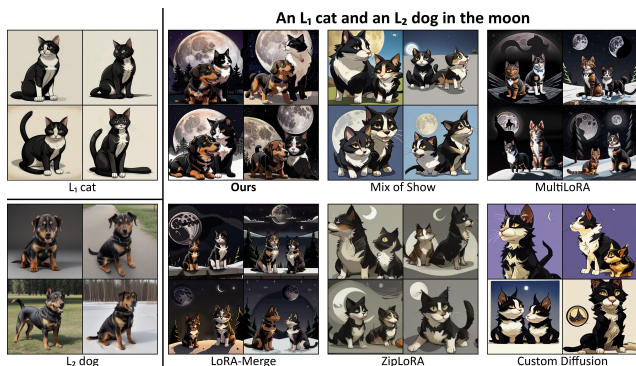 An L₁ cat and an L₂ dog in the moon
L₁ cat
Ours
Mix of Show
MultiLoRA
L₂ dog
LoRA-Merge
ZipLoRA
Custom Diffusion